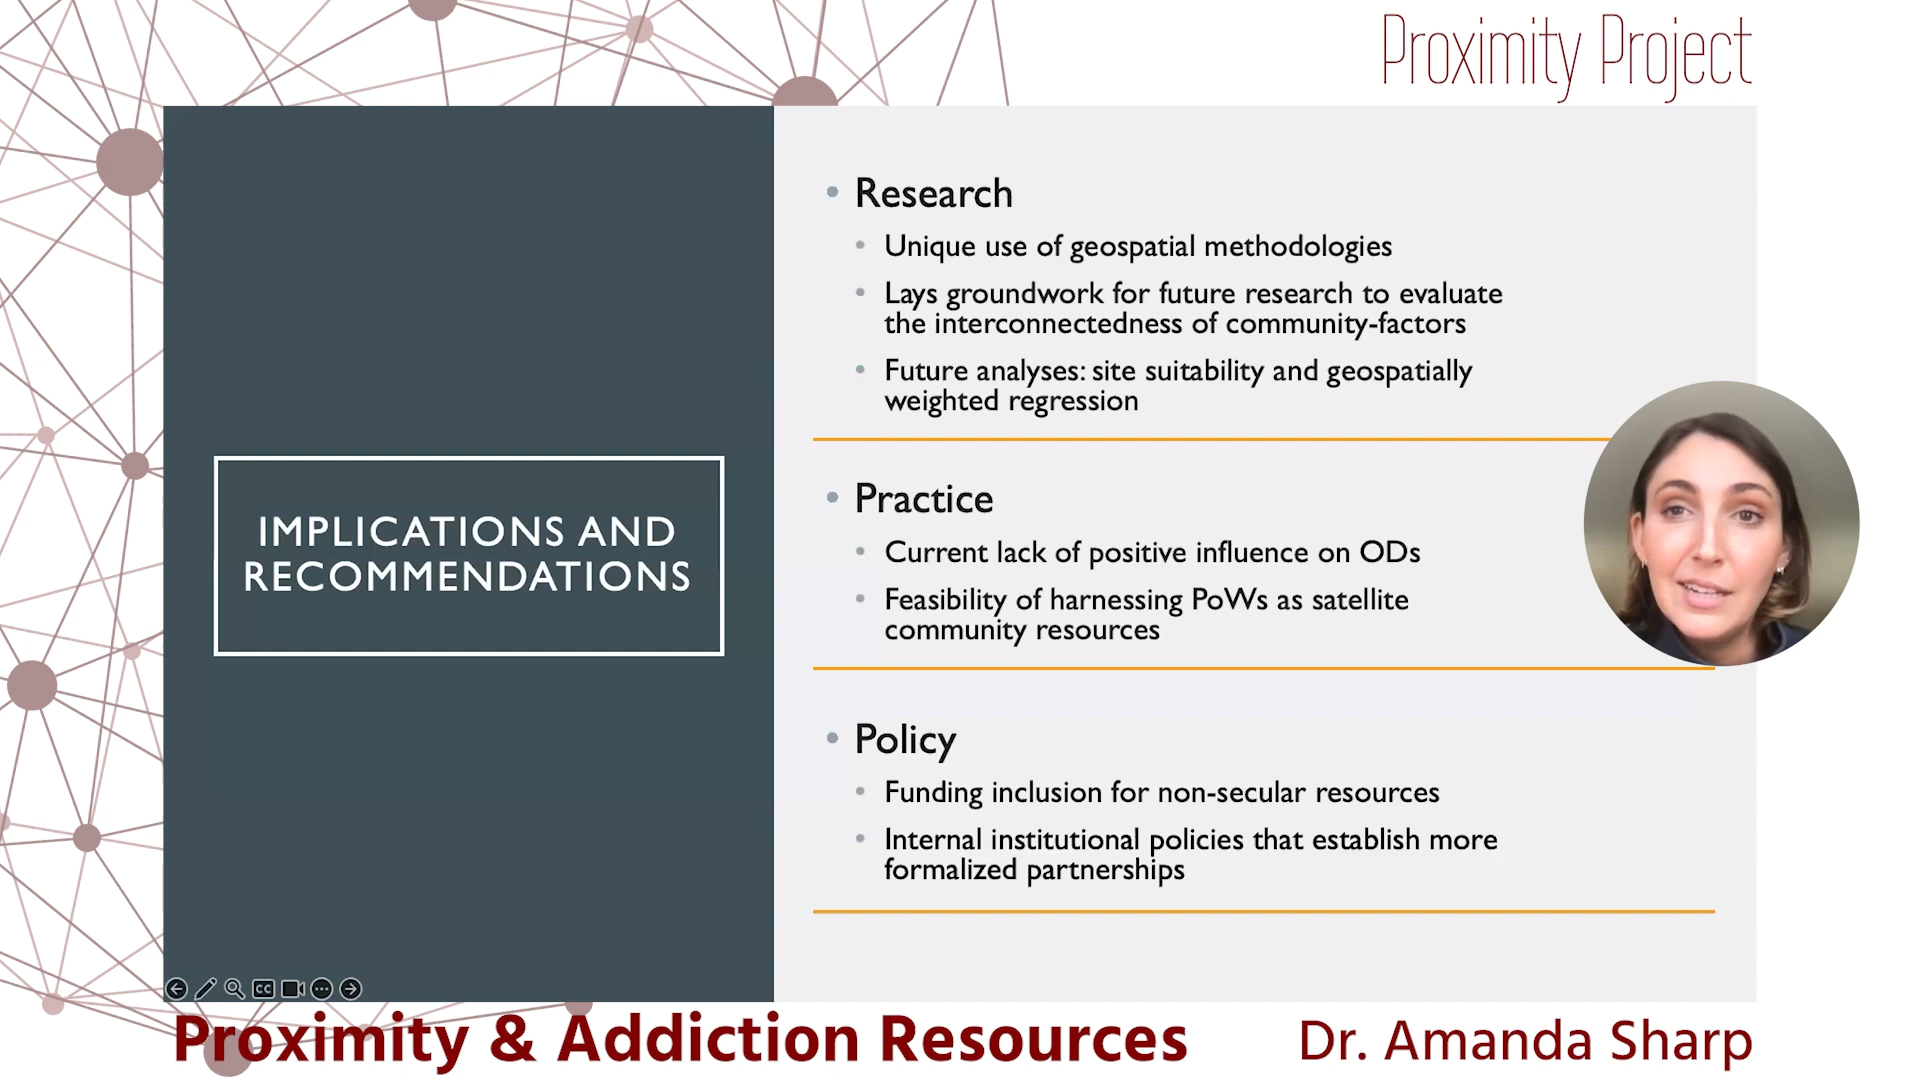 Proximity Project
IMPLICATIONS AND
RECOMMENDATIONS
• Research
• Unique use of geospatial methodologies
• Lays groundwork for future research to evaluate
the interconnectedness of community-factors
• Future analyses: site suitability and geospatially
weighted regression
• Practice
• Current lack of positive influence on ODs
• Feasibility of harnessing PoWs as satellite
community resources
• Policy
• Funding inclusion for non-secular resources
• Internal institutional policies that establish more
formalized partnerships
CC
Proximity & Addiction Resources
Dr. Amanda Sharp